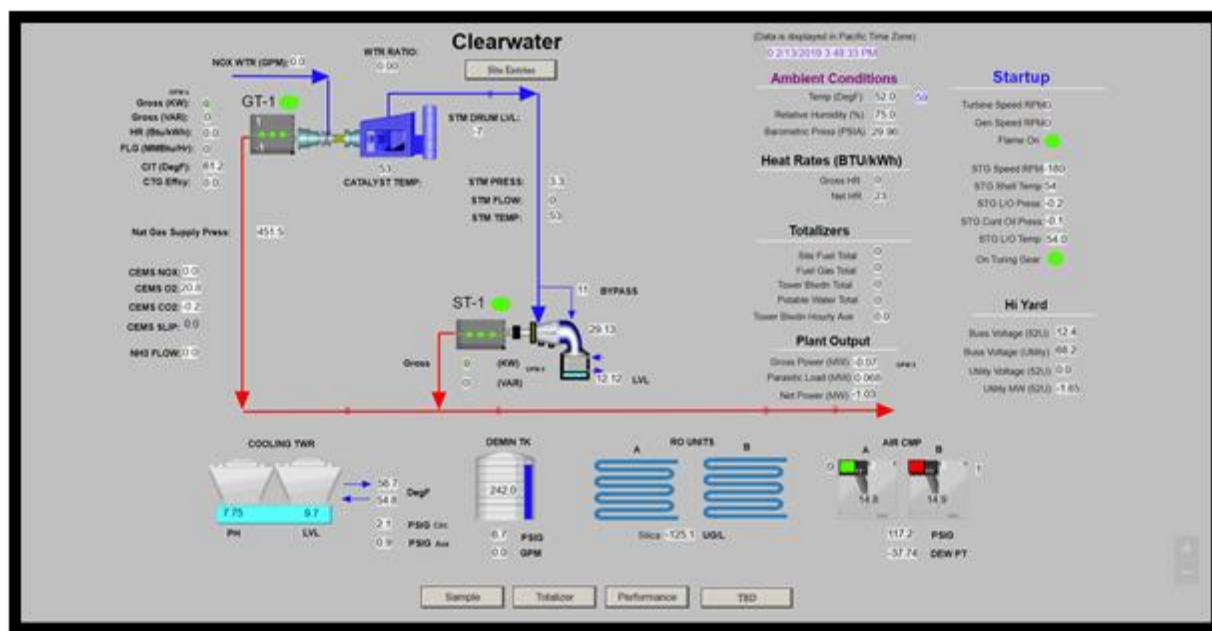 Clearwater
Site Entries
(Data is displayed in Pacific Time Zone)
0 2/13/2019 3:48:33 PM
NOX WTR (GPM): 0.0
WTR RATIO:
0.00
GT-1
Gross (KW): 0
Gross (VAR): 0
HR (Btu/kWh): 0.0
FLG (MMBtu/Hr): 0
CIT (DegF): 61.2
CTG Effcy: 0.0
53
CATALYST TEMP:
STM DRUM LVL:
-7
STM PRESS: 3.3
STM FLOW: 0
STM TEMP: 53
Nat Gas Supply Press: 451.5
CEMS NOX: 0.0
CEMS O2: 20.8
CEMS CO2: -0.2
CEMS SLIP: 0.0
NH3 FLOW: 0.0
ST-1
11 BYPASS
29.13
Gross 0 (KW)
0 (VAR)
12.12 LVL
Ambient Conditions
Temp (DegF) 52.0 59
Relative Humidity (%) 75.0
Barometric Press (PSIA) 29.96
Heat Rates (BTU/kWh)
Gross HR 0
Net HR 23
Totalizers
Site Fuel Total 0
Fuel Gas Total 0
Tower Blwdn Total 0
Potable Water Total 0
Tower Blwdn Hourly Ave 0.0
Plant Output
Gross Power (MW) -0.07
Parasitic Load (MW) 0.068
Net Power (MW) -1.03
Startup
Turbine Speed RPM 0
Gen Speed RPM 0
Flame On
STG Speed RPM -180
STG Shell Temp 54
STG L/O Press -0.2
STG Cont Oil Press -0.1
STG L/O Temp 54.0
On Turing Gear
Hi Yard
Buss Voltage (52U) 12.4
Buss Voltage (Utility) 68.2
Utility Voltage (52U) 0.0
Utility MW (52U) -1.65
COOLING TWR
7.75 9.7
PH LVL
56.7
54.8 DegF
2.1 PSIG Circ
0.9 PSIG Aux
DEMIN TK
242.0
6.7 PSIG
0.0 GPM
RO UNITS
A B
Silica -125.1 UG/L
AIR CMP
A B
0 1
14.8 14.9
117.2 PSIG
-37.74 DEW PT
Sample Totalizer Performance TBD